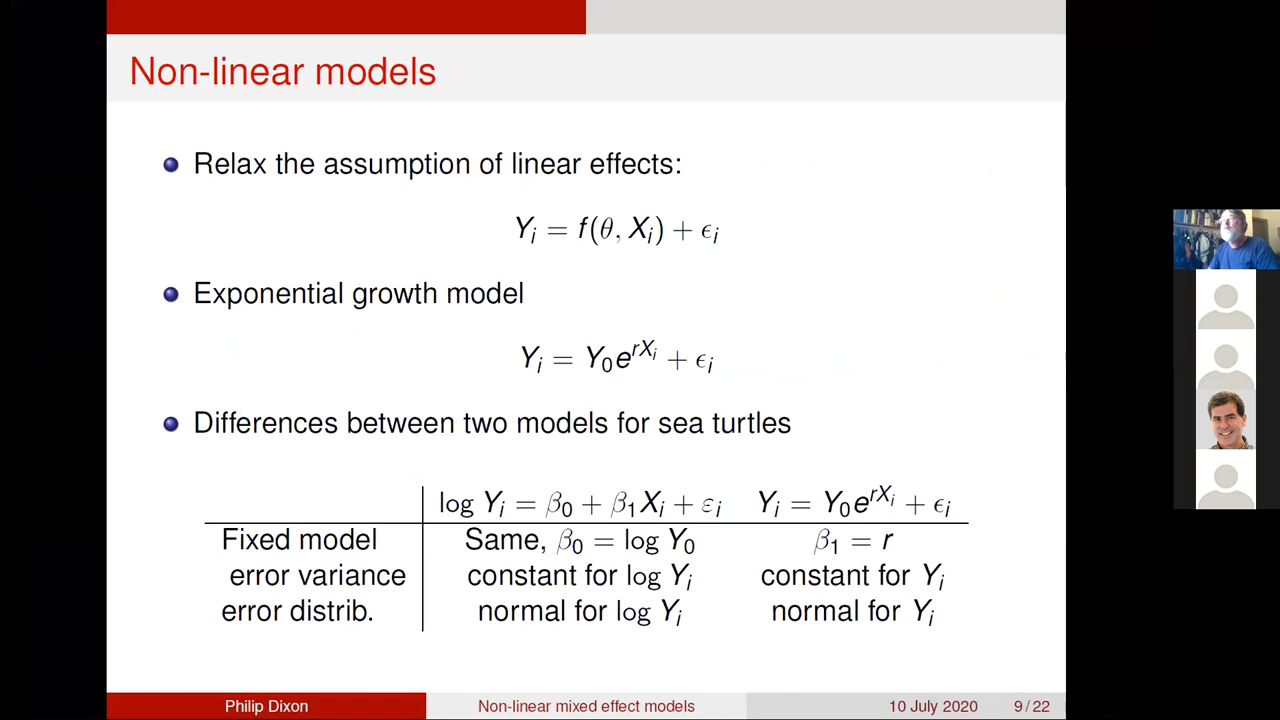 Non-linear models
Relax the assumption of linear effects:
Yᵢ = f(θ, Xᵢ) + ϵᵢ
Exponential growth model
Yᵢ = Y₀e^{rXᵢ} + ϵᵢ
Differences between two models for sea turtles
log Yᵢ = β₀ + β₁Xᵢ + εᵢ Yᵢ = Y₀e^{rXᵢ} + ϵᵢ
Fixed model Same, β₀ = log Y₀ β₁ = r
error variance constant for log Yᵢ constant for Yᵢ
error distrib. normal for log Yᵢ normal for Yᵢ
Philip Dixon Non-linear mixed effect models 10 July 2020 9 / 22